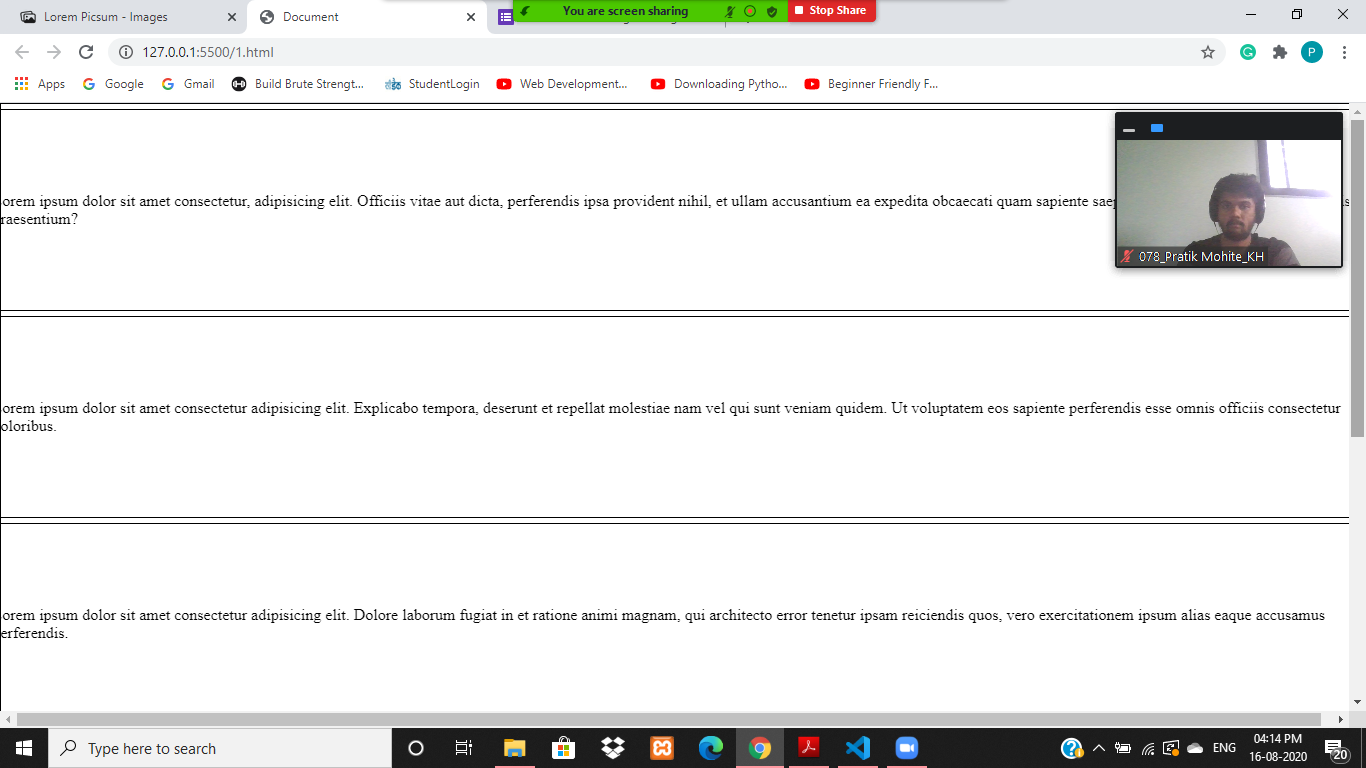 Lorem Picsum - Images
Document
You are screen sharing
Stop Share
127.0.0.1:5500/1.html
P
Apps
Google
Gmail
Build Brute Strengt...
StudentLogin
Web Development...
Downloading Pytho...
Beginner Friendly F...
orem ipsum dolor sit amet consectetur, adipisicing elit. Officiis vitae aut dicta, perferendis ipsa provident nihil, et ullam accusantium ea expedita obcaecati quam sapiente
raesentium?
078_Pratik Mohite_KH
orem ipsum dolor sit amet consectetur adipisicing elit. Explicabo tempora, deserunt et repellat molestiae nam vel qui sunt veniam quidem. Ut voluptatem eos sapiente perferendis esse omnis officiis consectetur
oloribus.
orem ipsum dolor sit amet consectetur adipisicing elit. Dolore laborum fugiat in et ratione animi magnam, qui architecto error tenetur ipsam reiciendis quos, vero exercitationem ipsum alias eaque accusamus
erferendis.
Type here to search
ENG
04:14 PM
16-08-2020
20